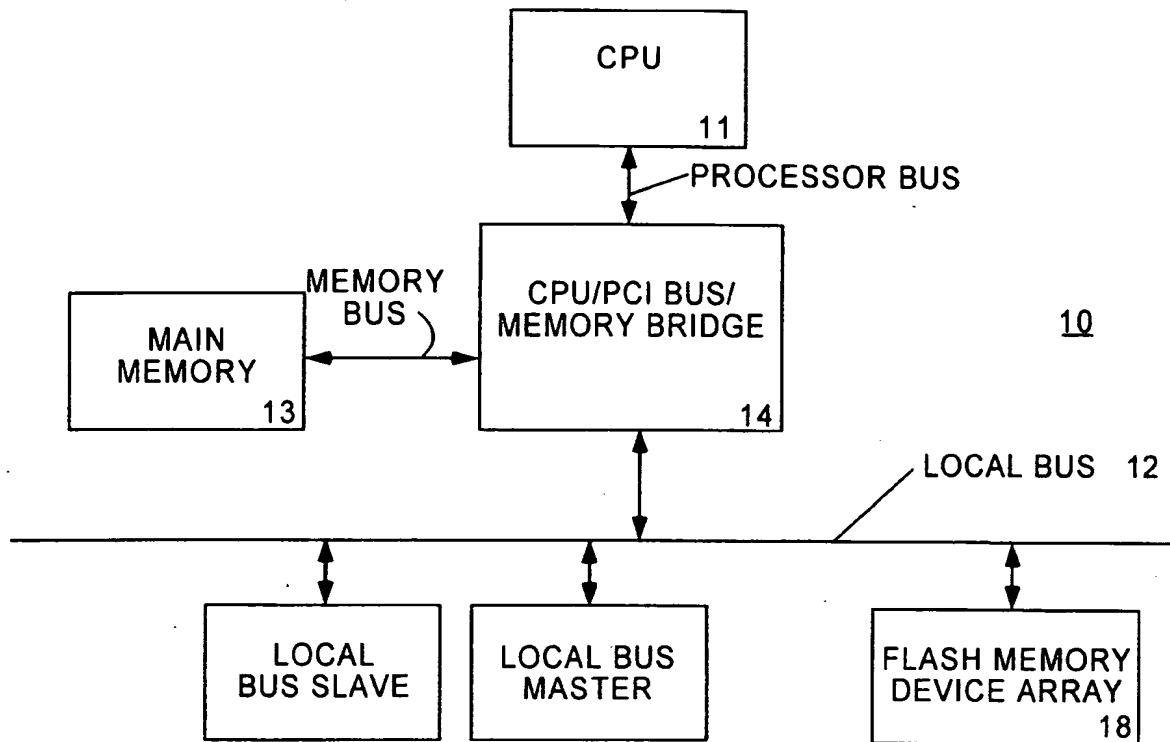 CPU
11
PROCESSOR BUS
MEMORY
BUS
CPU/PCI BUS/
MEMORY BRIDGE
14
MAIN
MEMORY
13
10
LOCAL BUS 12
LOCAL
BUS SLAVE
LOCAL BUS
MASTER
FLASH MEMORY
DEVICE ARRAY
18